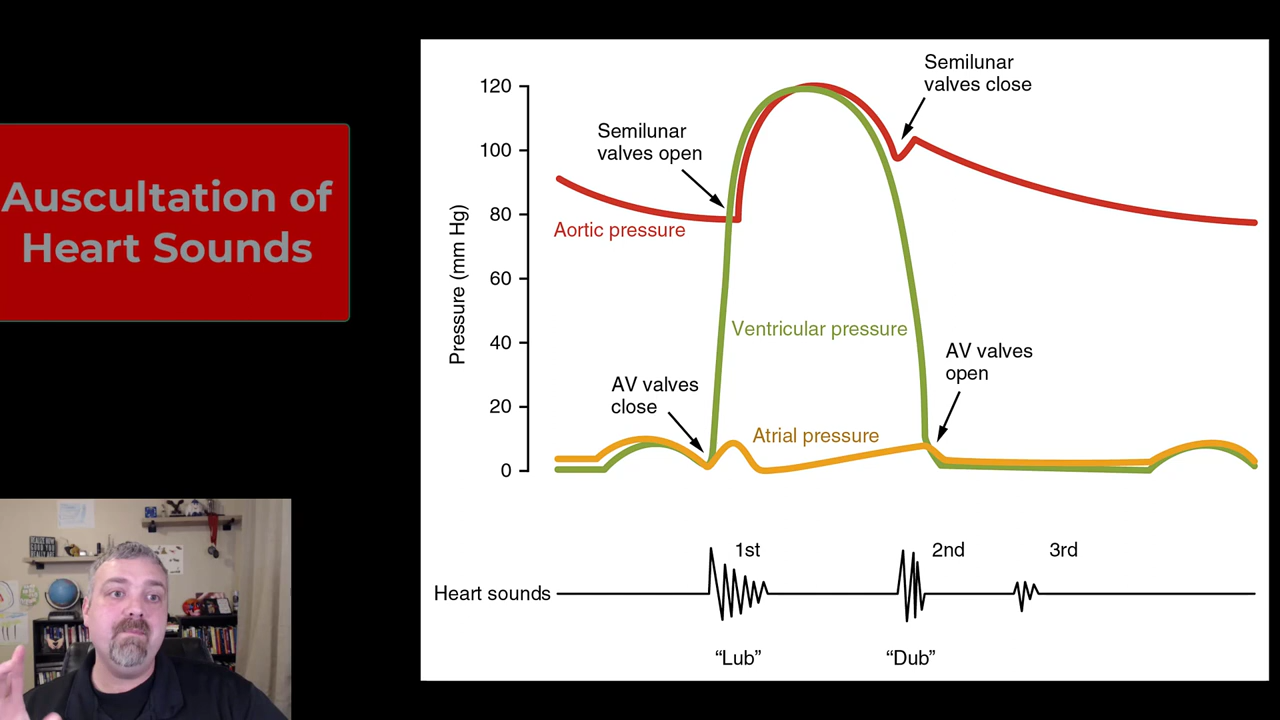 Auscultation of
Heart Sounds
Semilunar
valves close
120
Semilunar
valves open
100
80
Aortic pressure
60
Pressure (mm Hg)
Ventricular pressure
40
AV valves
open
AV valves
close
20
Atrial pressure
0
1st
2nd
3rd
Heart sounds
“Lub”
“Dub”